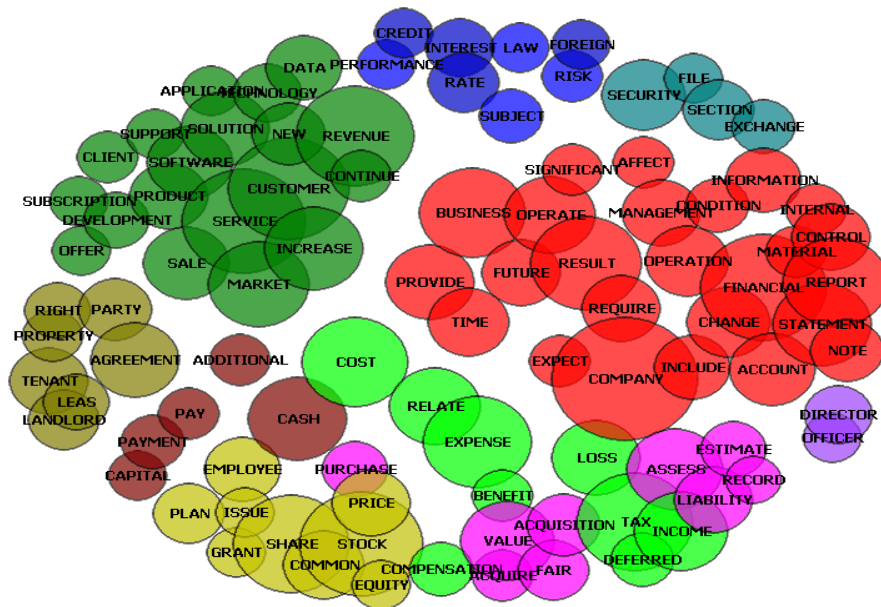 CREDIT
INTEREST
LAW
FOREIGN
PERFORMANCE
RATE
RISK
SUBJECT
DATA
APPLICATION
TECHNOLOGY
SUPPORT
SOLUTION
NEW
REVENUE
CLIENT
SOFTWARE
CONTINUE
SUBSCRIPTION
PRODUCT
CUSTOMER
DEVELOPMENT
SERVICE
OFFER
SALE
INCREASE
MARKET
FILE
SECURITY
SECTION
EXCHANGE
SIGNIFICANT
AFFECT
INFORMATION
BUSINESS
OPERATE
MANAGEMENT
CONDITION
INTERNAL
CONTROL
MATERIAL
PROVIDE
FUTURE
RESULT
OPERATION
FINANCIAL
REPORT
TIME
REQUIRE
CHANGE
STATEMENT
NOTE
EXPECT
COMPANY
INCLUDE
ACCOUNT
RIGHT
PARTY
PROPERTY
AGREEMENT
TENANT
LEAS
LANDLORD
ADDITIONAL
PAY
CASH
PAYMENT
CAPITAL
COST
RELATE
EXPENSE
LOSS
BENEFIT
TAX
INCOME
DEFERRED
COMPENSATION
DIRECTOR
OFFICER
ESTIMATE
ASSESS
RECORD
LIABILITY
PURCHASE
ACQUISITION
VALUE
ACQUIRE
FAIR
EMPLOYEE
PRICE
PLAN
ISSUE
GRANT
SHARE
STOCK
COMMON
EQUITY